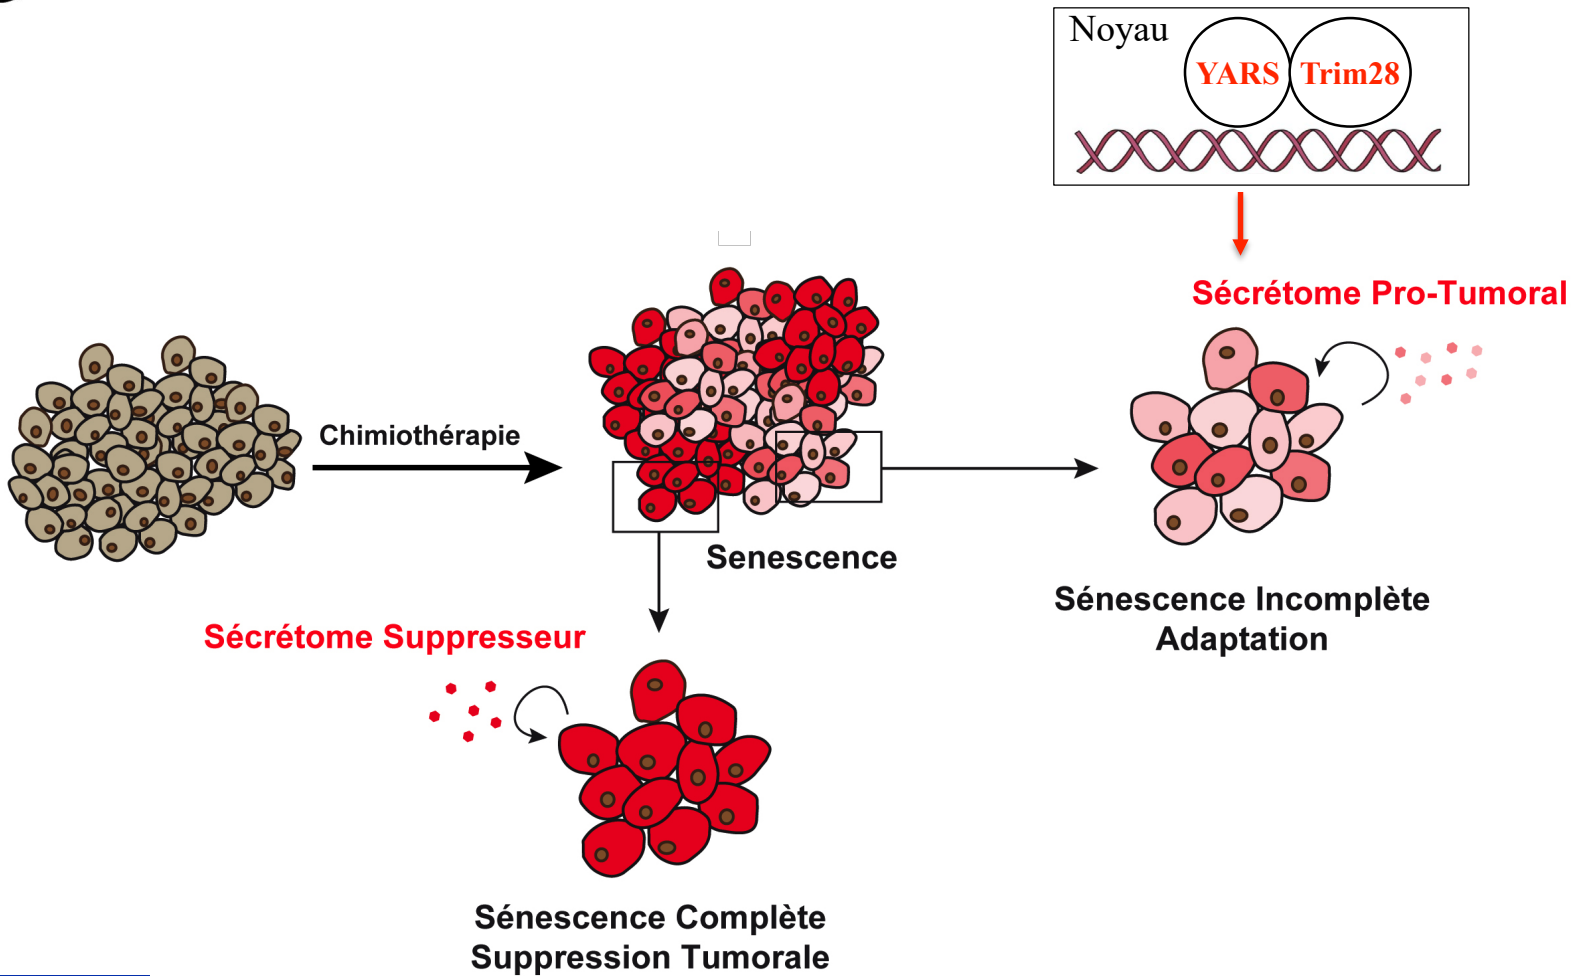 Noyau
YARS
Trim28
Sécrétome Pro-Tumoral
Chimiothérapie
Senescence
Sénescence Incomplète
Adaptation
Sécrétome Suppresseur
Sénescence Complète
Suppression Tumorale